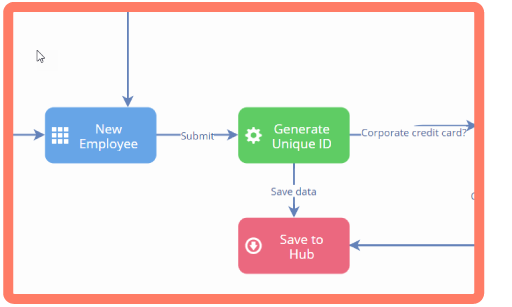 New
Employee
Submit
Generate
Unique ID
Corporate credit card?
Save data
Save to
Hub